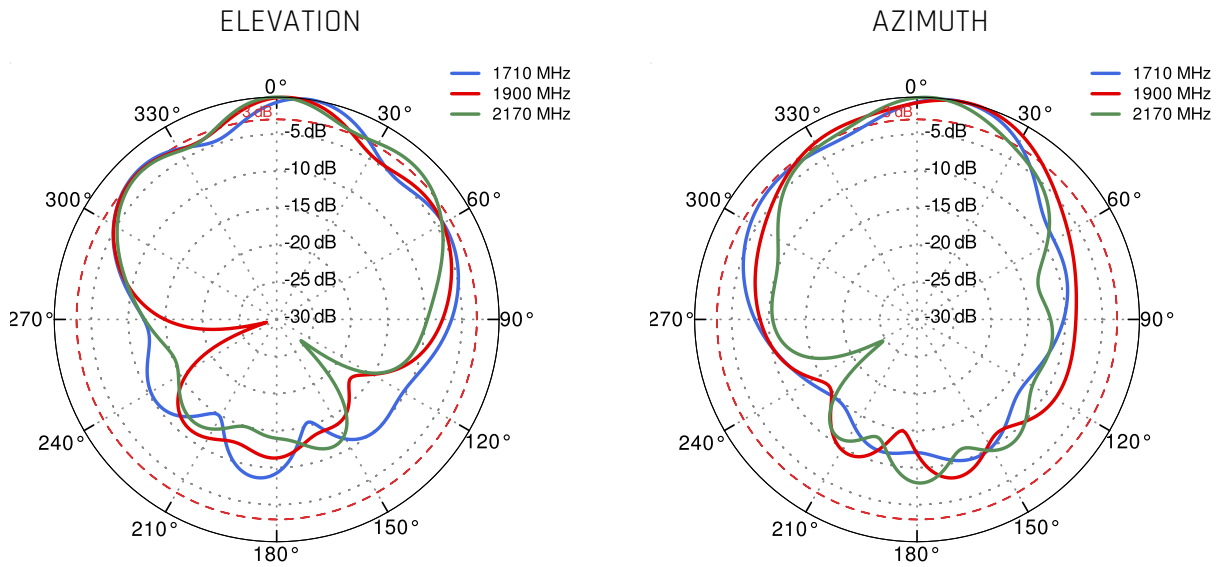 ELEVATION
1710 MHz
1900 MHz
2170 MHz
0°
30°
60°
90°
120°
150°
180°
210°
240°
270°
300°
330°
3 dB
-5 dB
-10 dB
-15 dB
-20 dB
-25 dB
-30 dB
AZIMUTH
1710 MHz
1900 MHz
2170 MHz
0°
30°
60°
90°
120°
150°
180°
210°
240°
270°
300°
330°
3 dB
-5 dB
-10 dB
-15 dB
-20 dB
-25 dB
-30 dB